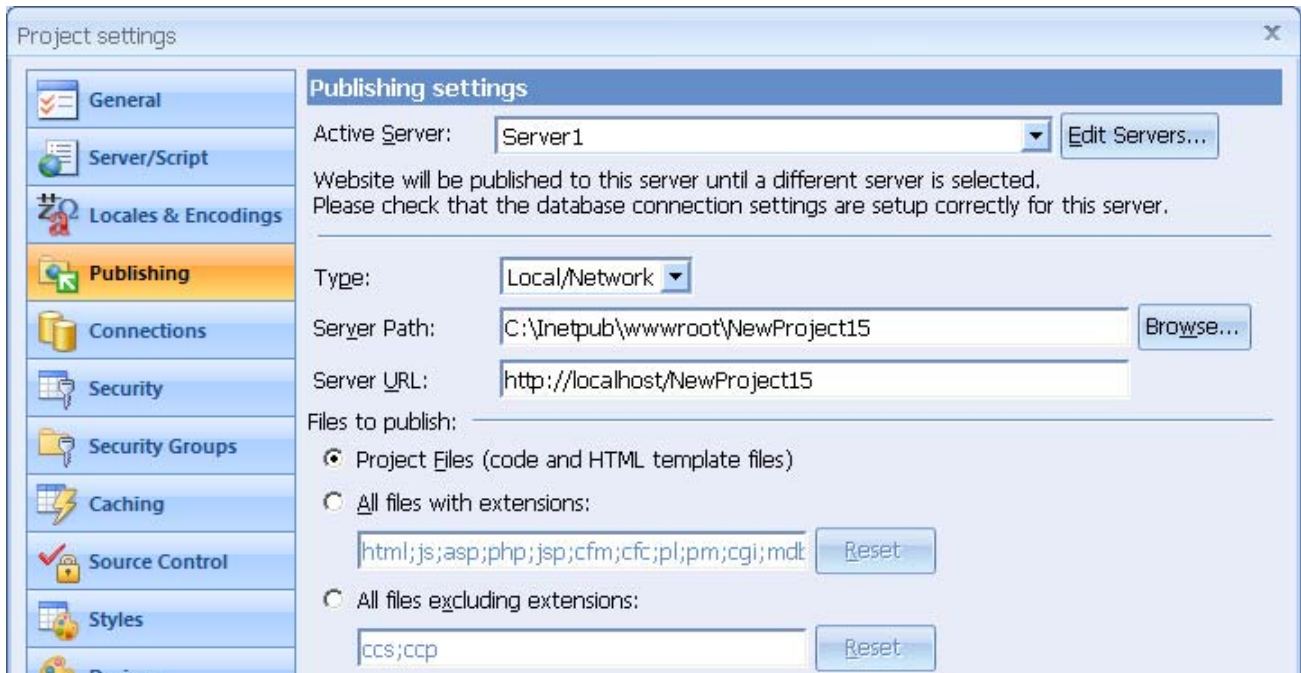 Project settings
General
Server/Script
Locales & Encodings
Publishing
Connections
Security
Security Groups
Caching
Source Control
Styles
Publishing settings
Active Server: Server1 Edit Servers...
Website will be published to this server until a different server is selected.
Please check that the database connection settings are setup correctly for this server.
Type: Local/Network
Server Path: C:\Inetpub\wwwroot\NewProject15 Browse...
Server URL: http://localhost/NewProject15
Files to publish:
Project Files (code and HTML template files)
All files with extensions:
html;js;asp;php;jsp;cfm;cfc;pl;pm;cgi;mdb Reset
All files excluding extensions:
ccs;ccp Reset